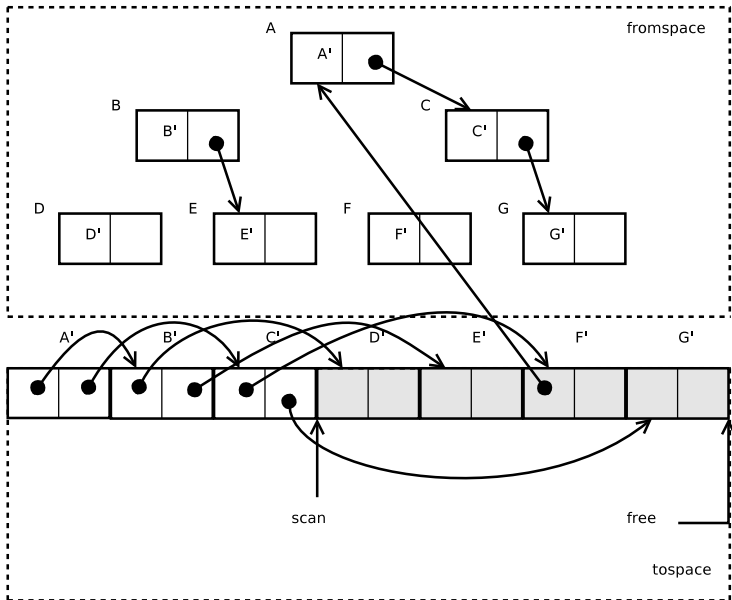 A
fromspace
A'
B
C
B'
C'
D
E
F
G
D'
E'
F'
G'
A'
B'
C'
D'
E'
F'
G'
scan
free
tospace